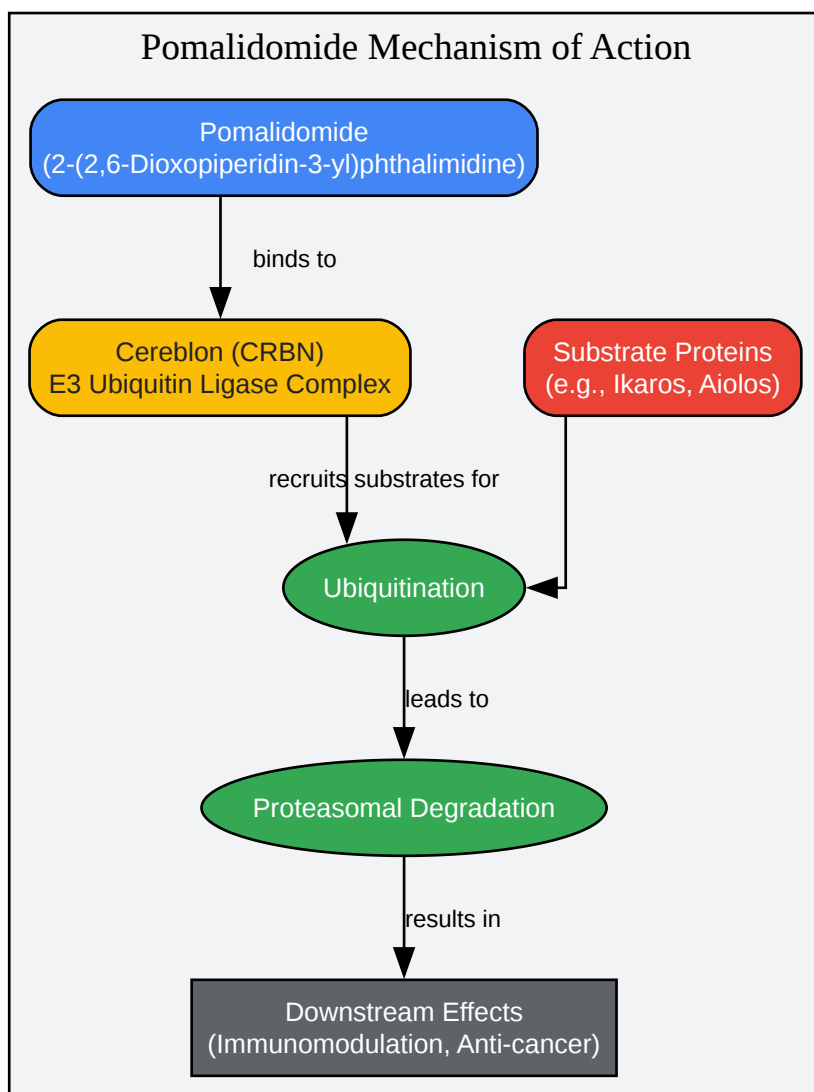 Pomalidomide Mechanism of Action
Pomalidomide
(2-(2,6-Dioxopiperidin-3-yl)phthalimidine)
binds to
Cereblon (CRBN)
E3 Ubiquitin Ligase Complex
Substrate Proteins
(e.g., Ikaros, Aiolos)
recruits substrates for
Ubiquitination
leads to
Proteasomal Degradation
results in
Downstream Effects
(Immunomodulation, Anti-cancer)